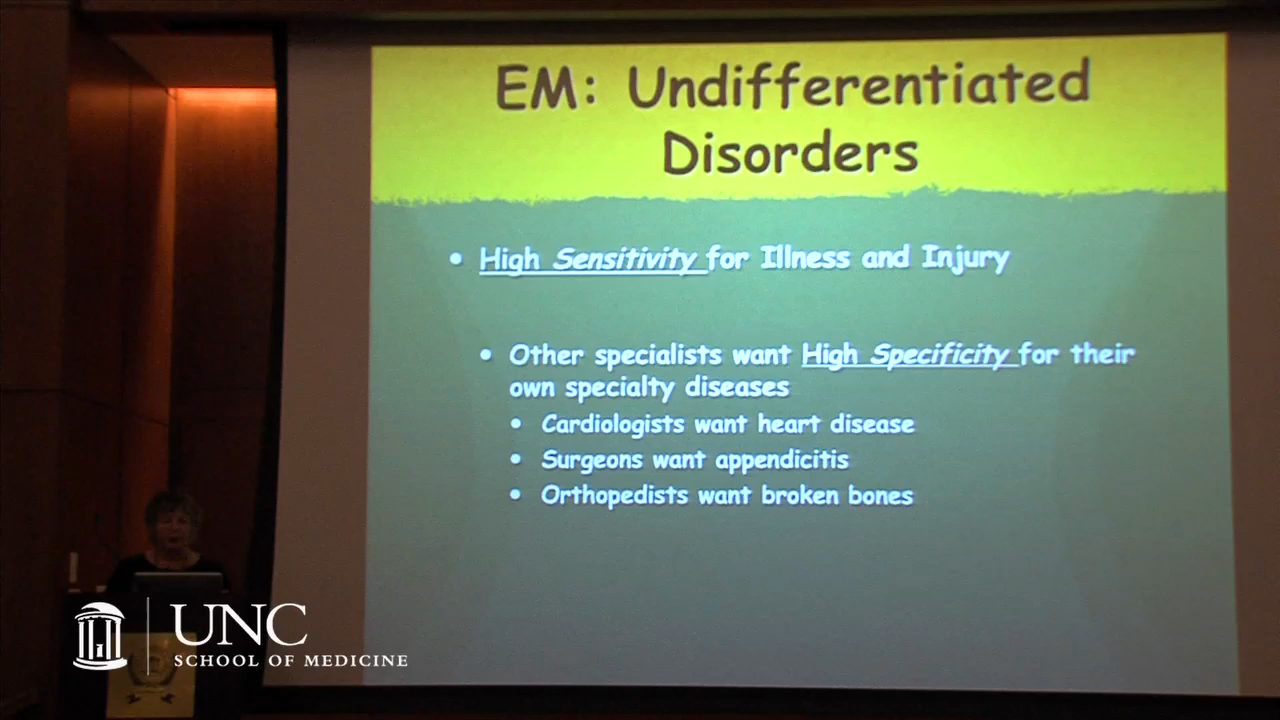 EM: Undifferentiated
Disorders
• High Sensitivity for Illness and Injury
• Other specialists want High Specificity for their
own specialty diseases
• Cardiologists want heart disease
• Surgeons want appendicitis
• Orthopedists want broken bones
UNC
SCHOOL OF MEDICINE